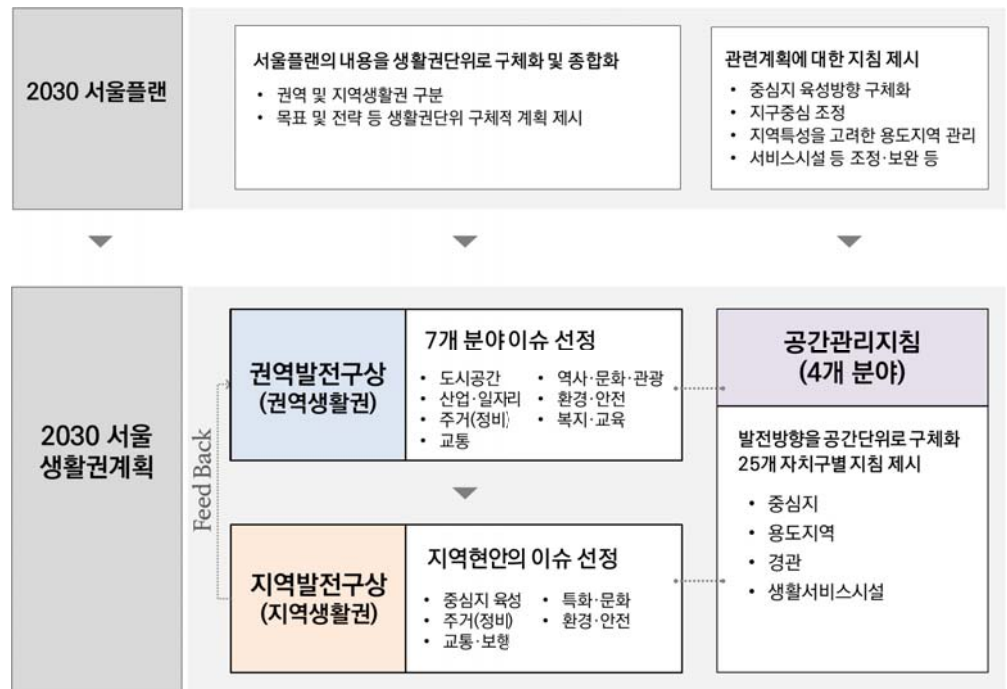 2030 서울플랜
서울플랜의 내용을 생활권단위로 구체화 및 종합화
• 권역 및 지역생활권 구분
• 목표 및 전략 등 생활권단위 구체적 계획 제시
관련계획에 대한 지침 제시
• 중심지 육성방향 구체화
• 지구중심 조정
• 지역특성을 고려한 용도지역 관리
• 서비스시설 등 조정·보완 등
2030 서울
생활권계획
Feed Back
권역발전구상
(권역생활권)
7개 분야 이슈 선정
• 도시공간
• 산업·일자리
• 주거(정비)
• 교통
• 역사·문화·관광
• 환경·안전
• 복지·교육
지역발전구상
(지역생활권)
지역현안의 이슈 선정
• 중심지 육성
• 주거(정비)
• 교통·보행
• 특화·문화
• 환경·안전
공간관리지침
(4개 분야)
발전방향을 공간단위로 구체화
25개 자치구별 지침 제시
• 중심지
• 용도지역
• 경관
• 생활서비스시설